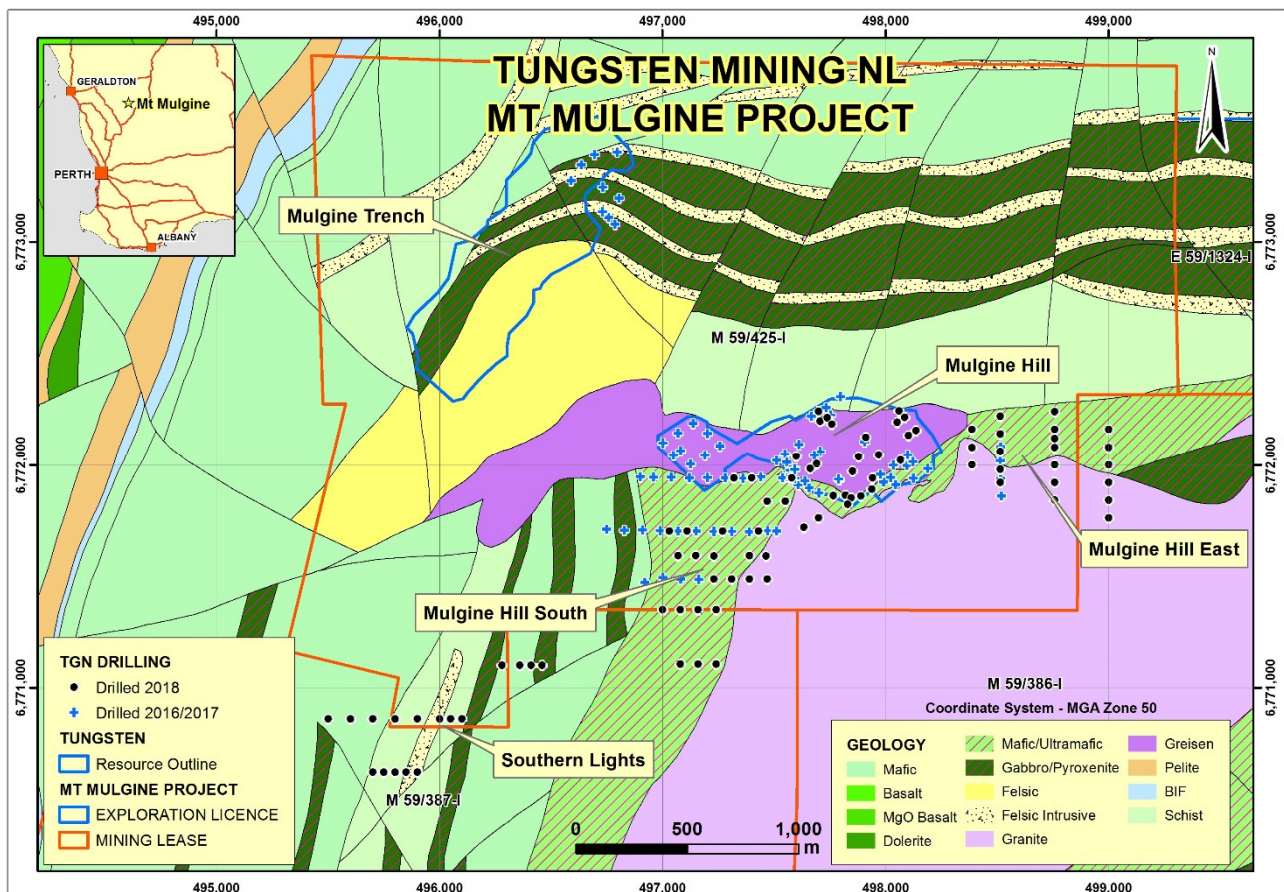 495,000
496,000
497,000
498,000
499,000
TUNGSTEN MINING NL
MT MULGINE PROJECT
N
GERALDTON
Mt Mulgine
PERTH
ALBANY
6,773,000
6,773,000
Mulgine Trench
E 59/1324-I
M 59/425-I
Mulgine Hill
6,772,000
6,772,000
Mulgine Hill East
Mulgine Hill South
6,771,000
6,771,000
M 59/386-I
Southern Lights
M 59/387-I
TGN DRILLING
Drilled 2018
Drilled 2016/2017
TUNGSTEN
Resource Outline
MT MULGINE PROJECT
EXPLORATION LICENCE
MINING LEASE
0 500 1,000
m
Coordinate System - MGA Zone 50
GEOLOGY
Mafic
Basalt
MgO Basalt
Dolerite
Mafic/Ultramafic
Gabbro/Pyroxenite
Felsic
Felsic Intrusive
Granite
Greisen
Pelite
BIF
Schist
495,000
496,000
497,000
498,000
499,000